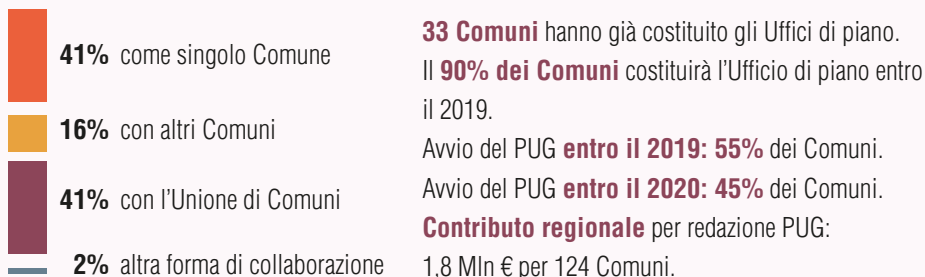 41% come singolo Comune
16% con altri Comuni
41% con l'Unione di Comuni
2% altra forma di collaborazione
33 Comuni hanno già costituito gli Uffici di piano.
Il 90% dei Comuni costituirà l'Ufficio di piano entro
il 2019.
Avvio del PUG entro il 2019: 55% dei Comuni.
Avvio del PUG entro il 2020: 45% dei Comuni.
Contributo regionale per redazione PUG:
1,8 Mln € per 124 Comuni.